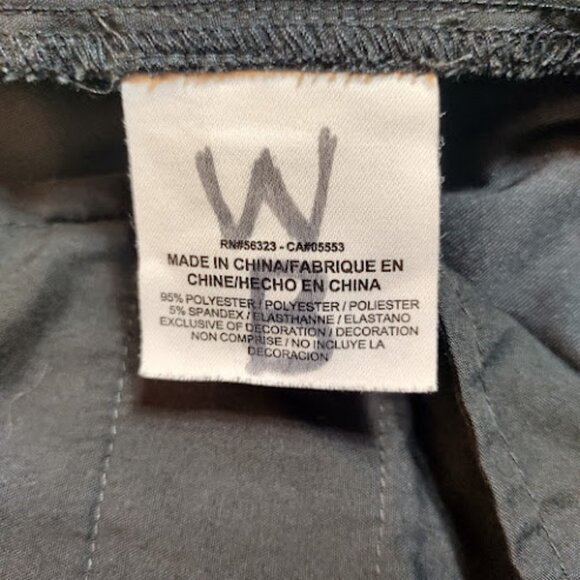 W
RN#56323 - CA#05553
MADE IN CHINA/FABRIQUE EN
CHINE/HECHO EN CHINA
95% POLYESTER / POLYESTER / POLIESTER
5% SPANDEX / ELASTHANNE / ELASTANO
EXCLUSIVE OF DECORATION / DECORATION
NON COMPRISE / NO INCLUYE LA
DECORACION